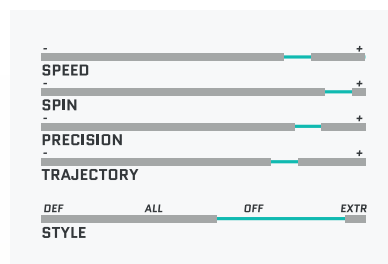 - +
SPEED
- +
SPIN
- +
PRECISION
- +
TRAJECTORY
DEF ALL OFF EXTR
STYLE